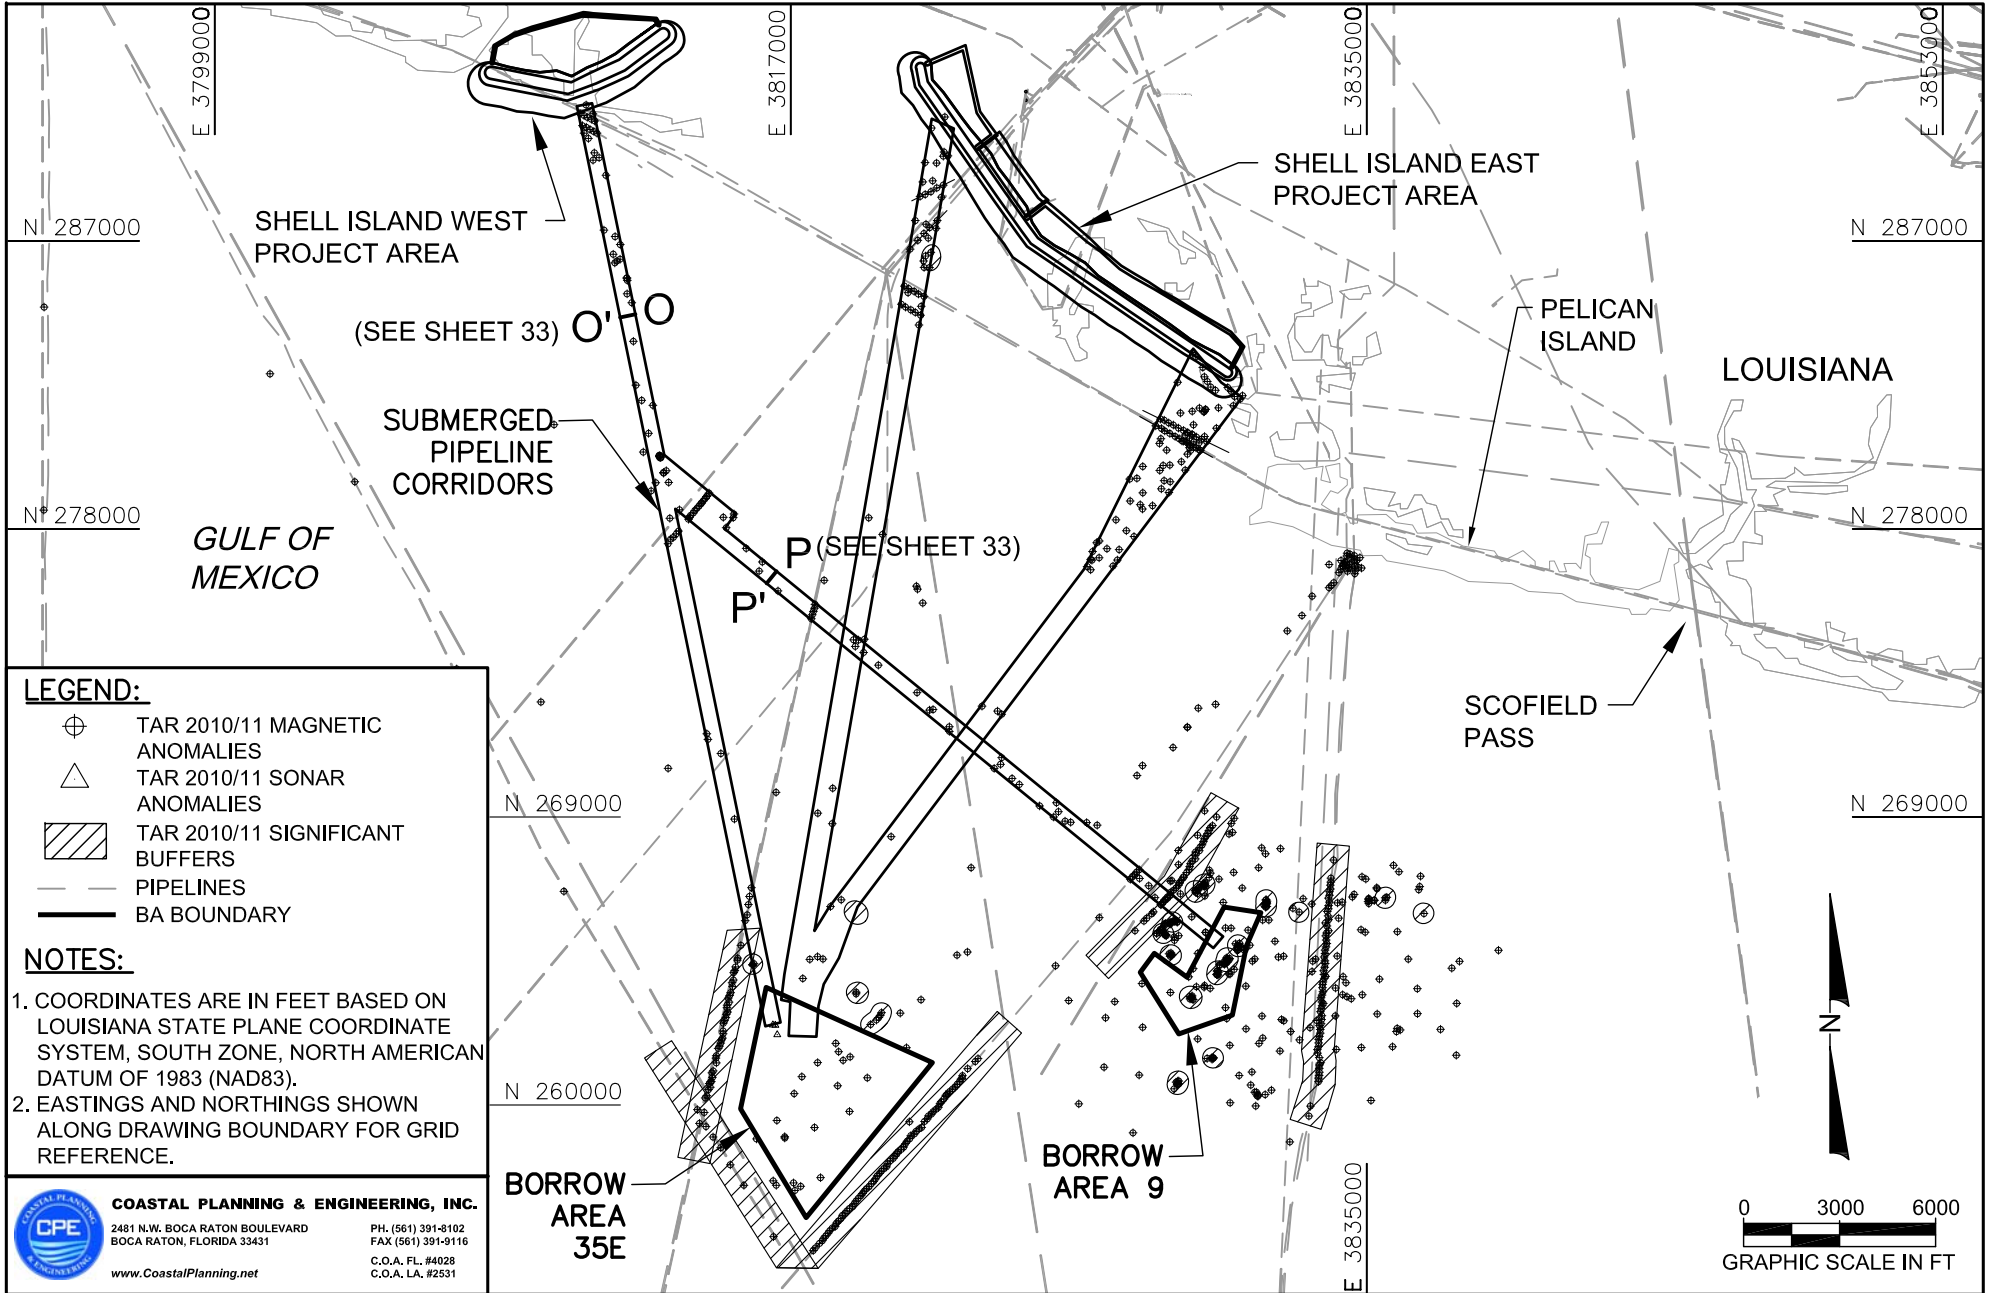 E 3799000
E 3817000
E 3835000
E 3853000
SHELL ISLAND WEST
PROJECT AREA
SHELL ISLAND EAST
PROJECT AREA
N 287000
N 287000
(SEE SHEET 33) O' O
PELICAN
ISLAND
LOUISIANA
SUBMERGED
PIPELINE
CORRIDORS
N 278000
N 278000
GULF OF
MEXICO
P (SEE SHEET 33)
P'
SCOFIELD
PASS
LEGEND:
TAR 2010/11 MAGNETIC
ANOMALIES
TAR 2010/11 SONAR
ANOMALIES
TAR 2010/11 SIGNIFICANT
BUFFERS
PIPELINES
BA BOUNDARY
N 269000
N 269000
NOTES:
1. COORDINATES ARE IN FEET BASED ON
LOUISIANA STATE PLANE COORDINATE
SYSTEM, SOUTH ZONE, NORTH AMERICAN
DATUM OF 1983 (NAD83).
2. EASTINGS AND NORTHINGS SHOWN
ALONG DRAWING BOUNDARY FOR GRID
REFERENCE.
N 260000
BORROW
AREA
35E
BORROW
AREA 9
E 3835000
N
0 3000 6000
GRAPHIC SCALE IN FT
COASTAL PLANNING
CPE
& ENGINEERING
COASTAL PLANNING & ENGINEERING, INC.
2481 N.W. BOCA RATON BOULEVARD
BOCA RATON, FLORIDA 33431
www.CoastalPlanning.net
PH. (561) 391-8102
FAX (561) 391-9116
C.O.A. FL. #4028
C.O.A. LA. #2531